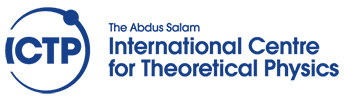 ICTP
The Abdus Salam
International Centre
for Theoretical Physics